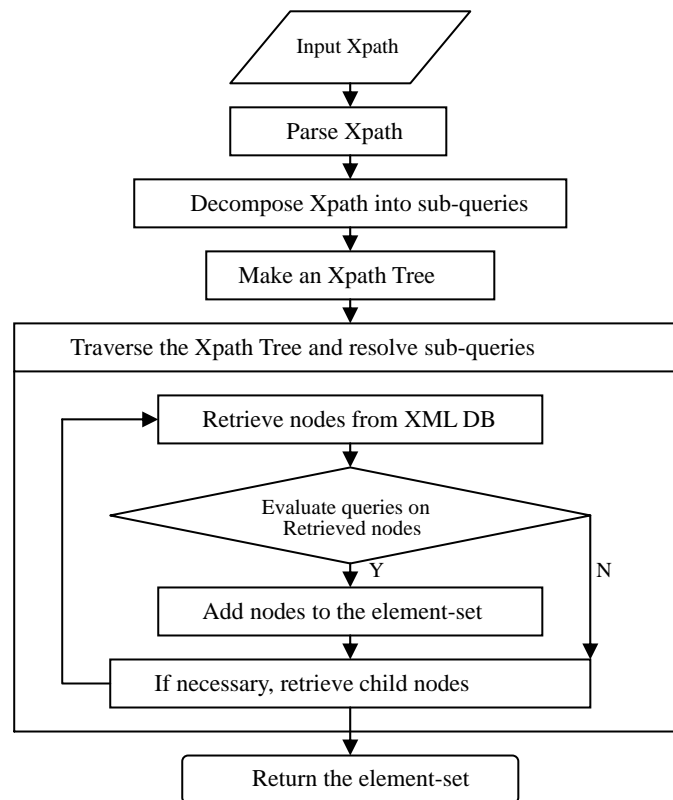 Input Xpath
Parse Xpath
Decompose Xpath into sub-queries
Make an Xpath Tree
Traverse the Xpath Tree and resolve sub-queries
Retrieve nodes from XML DB
Evaluate queries on
Retrieved nodes
Y
N
Add nodes to the element-set
If necessary, retrieve child nodes
Return the element-set